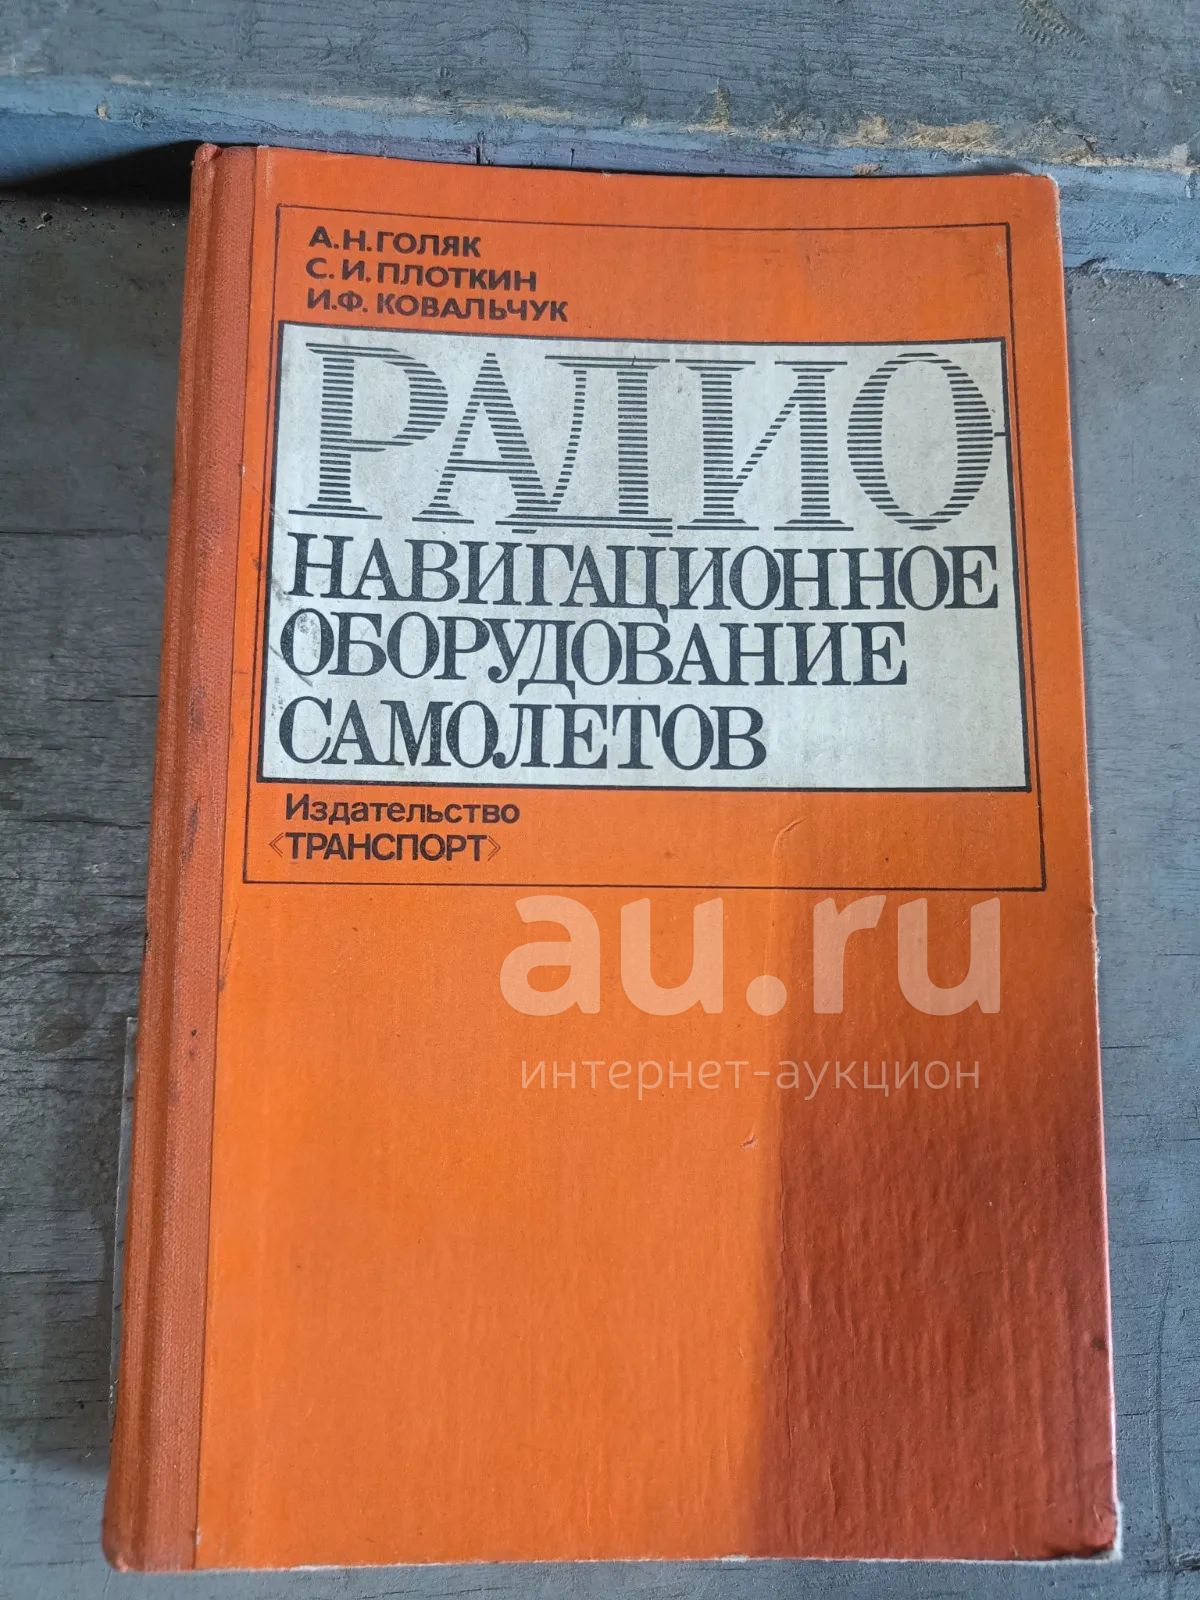 А.Н.ГОЛЯК
С.И.ПЛОТКИН
И.Ф.КОВАЛЬЧУК
РАДИО
НАВИГАЦИОННОЕ
ОБОРУДОВАНИЕ
САМОЛЕТОВ
Издательство
«ТРАНСПОРТ»
au.ru
интернет-аукцион